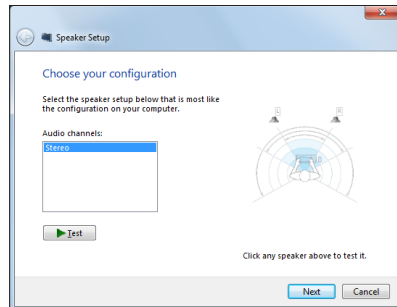 Speaker Setup
Choose your configuration
Select the speaker setup below that is most like
the configuration on your computer.
Audio channels:
Stereo
L
R
Test
Click any speaker above to test it.
Next
Cancel